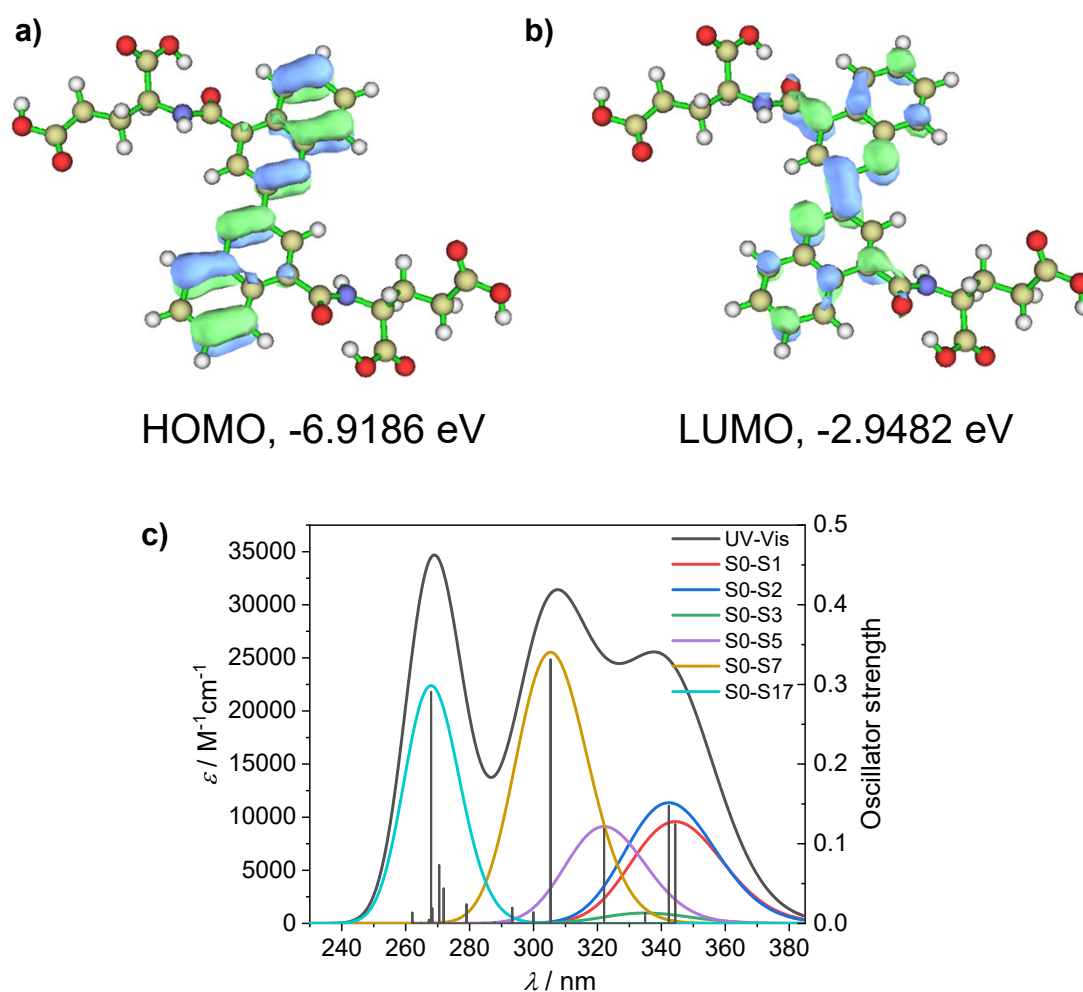 a)
b)
HOMO, -6.9186 eV
LUMO, -2.9482 eV
c)
ε / M⁻¹cm⁻¹
35000
30000
25000
20000
15000
10000
5000
0
UV-Vis
S0-S1
S0-S2
S0-S3
S0-S5
S0-S7
S0-S17
0.5
0.4
0.3
0.2
0.1
0.0
Oscillator strength
240 260 280 300 320 340 360 380
λ / nm